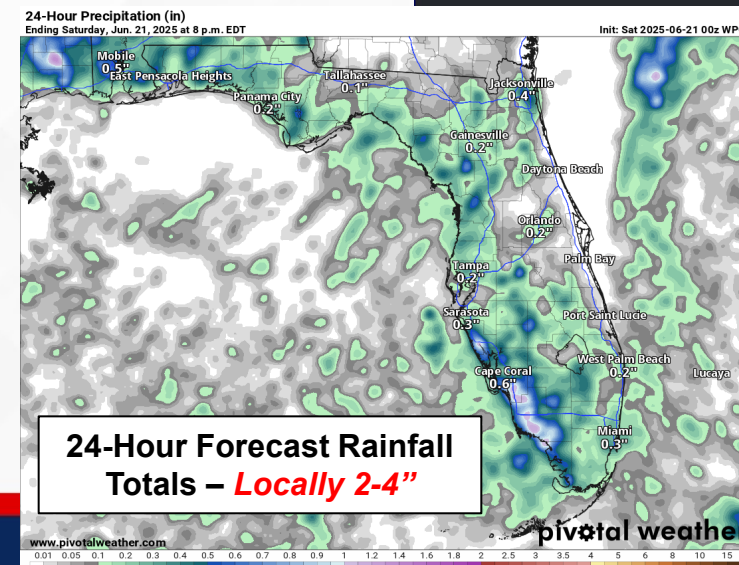 24-Hour Precipitation (in)
Ending Saturday, Jun. 21, 2025 at 8 p.m. EDT
Init: Sat 2025-06-21 00z WP
Mobile
0.5"
East Pensacola Heights
Tallahassee
0.1"
Jacksonville
0.4"
Panama City
0.2"
Gainesville
0.2"
Daytona Beach
Orlando
0.2"
Palm Bay
Tampa
0.2"
Sarasota
0.3"
Port Saint Lucie
West Palm Beach
0.2"
Lucaya
Cape Coral
0.6"
Miami
0.3"
24-Hour Forecast Rainfall
Totals – Locally 2-4”
pivotal weathe
www.pivotalweather.com
0.01 0.05 0.1 0.2 0.3 0.4 0.5 0.6 0.7 0.8 0.9 1 1.2 1.4 1.6 1.8 2 2.5 3 3.5 4 5 6 8 10 15